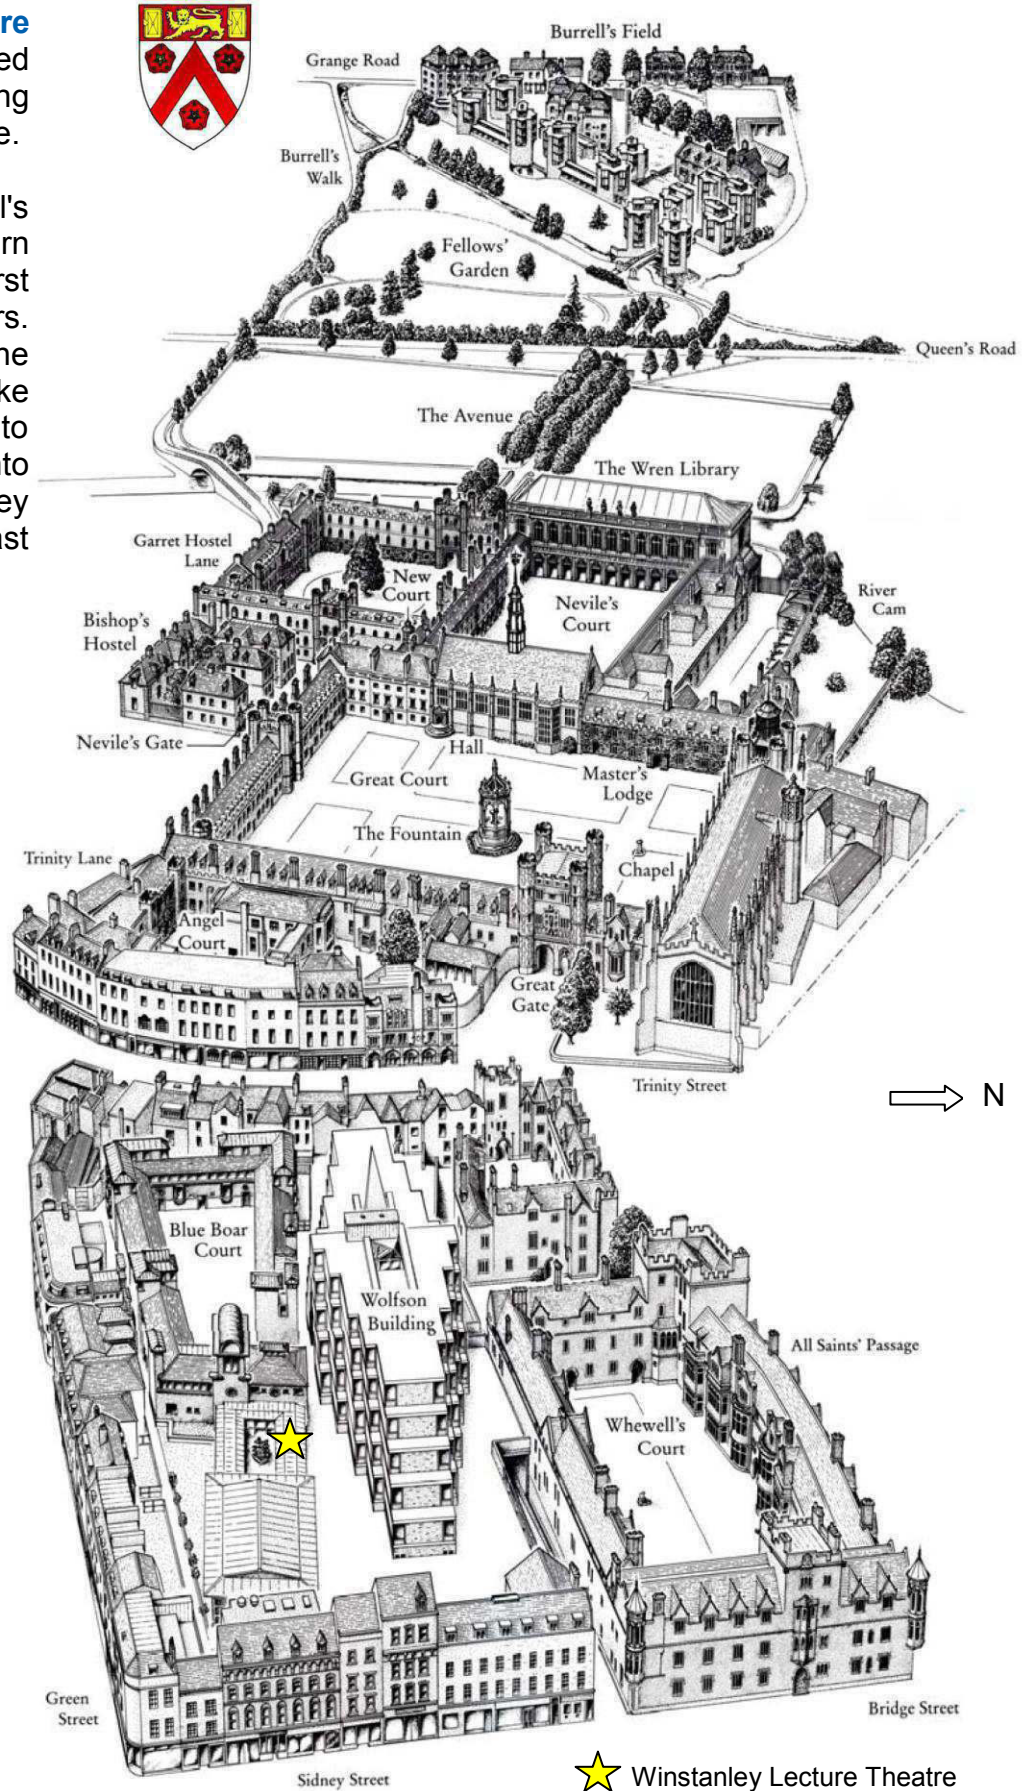 re
ed
ng
e.
l's
rn
rst
rs.
ne
ke
to
nto
ey
ast
Burrell's Field
Grange Road
Burrell's
Walk
Fellows'
Garden
Queen's Road
The Avenue
The Wren Library
Garret Hostel
Lane
New
Court
Nevile's
Court
River
Cam
Bishop's
Hostel
Nevile's Gate
Hall
Great Court
Master's
Lodge
The Fountain
Trinity Lane
Chapel
Angel
Court
Great
Gate
Trinity Street
N
Blue Boar
Court
Wolfson
Building
All Saints' Passage
Whewell's
Court
Green
Street
Bridge Street
Sidney Street
Winstanley Lecture Theatre